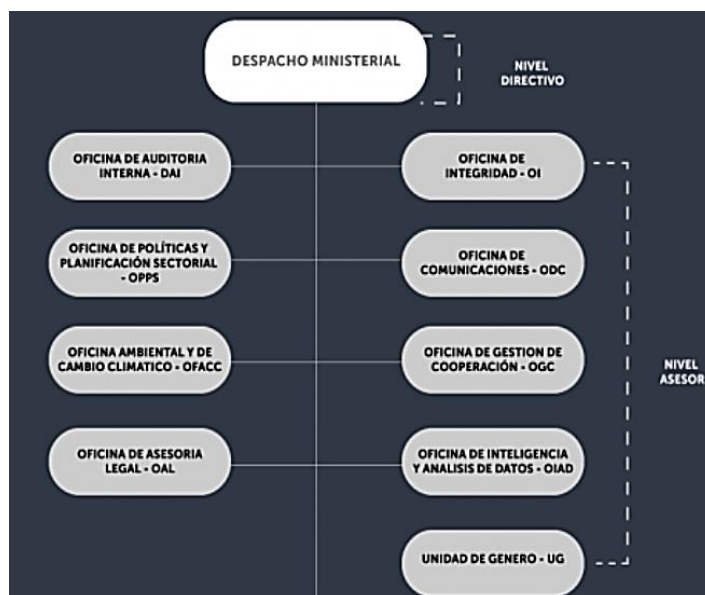 DESPACHO MINISTERIAL
NIVEL
DIRECTIVO
OFICINA DE AUDITORIA
INTERNA - DAI
OFICINA DE
INTEGRIDAD - OI
OFICINA DE POLÍTICAS Y
PLANIFICACIÓN SECTORIAL
- OPPS
OFICINA DE
COMUNICACIONES - ODC
OFICINA AMBIENTAL Y DE
CAMBIO CLIMATICO - OFACC
OFICINA DE GESTION DE
COOPERACIÓN - OGC
NIVEL
ASESOR
OFICINA DE ASESORIA
LEGAL - OAL
OFICINA DE INTELIGENCIA
Y ANALISIS DE DATOS - OIAD
UNIDAD DE GENERO - UG